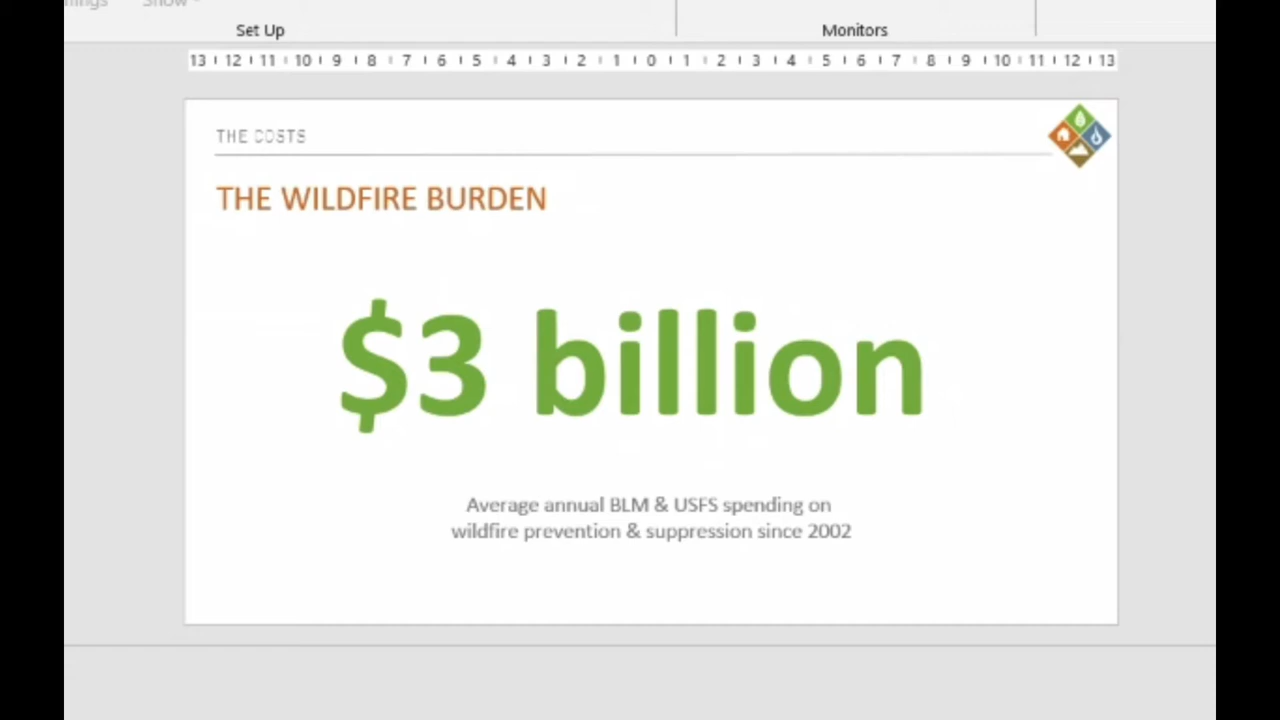 Show
Set Up
Monitors
13 12 11 10 9 8 7 6 5 4 3 2 1 0 1 2 3 4 5 6 7 8 9 10 11 12 13
THE COSTS
THE WILDFIRE BURDEN
$3 billion
Average annual BLM & USFS spending on
wildfire prevention & suppression since 2002